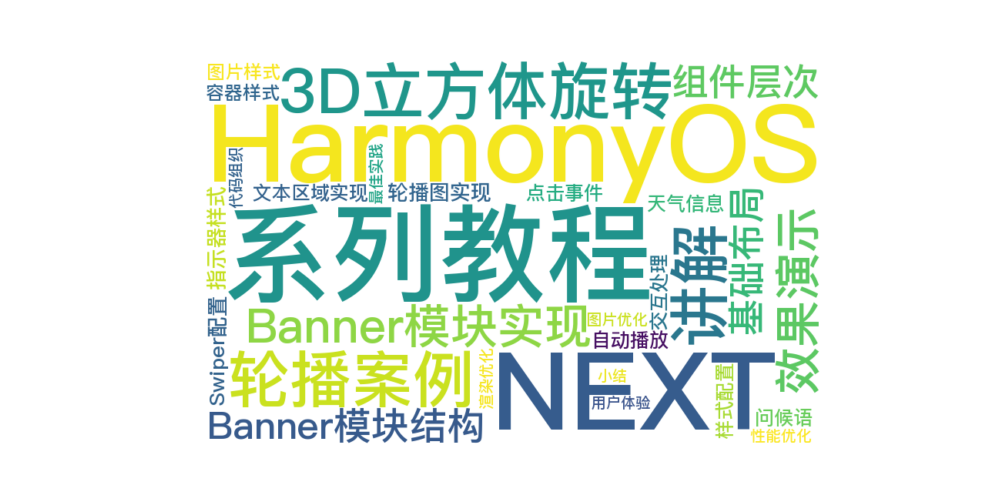 图片样式
容器样式
3D立方体旋转
组件层次
HarmonyOS
代码组织
最佳实践
文本区域实现
轮播图实现
点击事件
天气信息
指示器样式
系列教程
讲解
基础布局
效果演示
交互处理
Swiper配置
Banner模块实现
图片优化
自动播放
轮播案例
渲染优化
NEXT
小结
用户体验
样式配置
Banner模块结构
问候语
性能优化